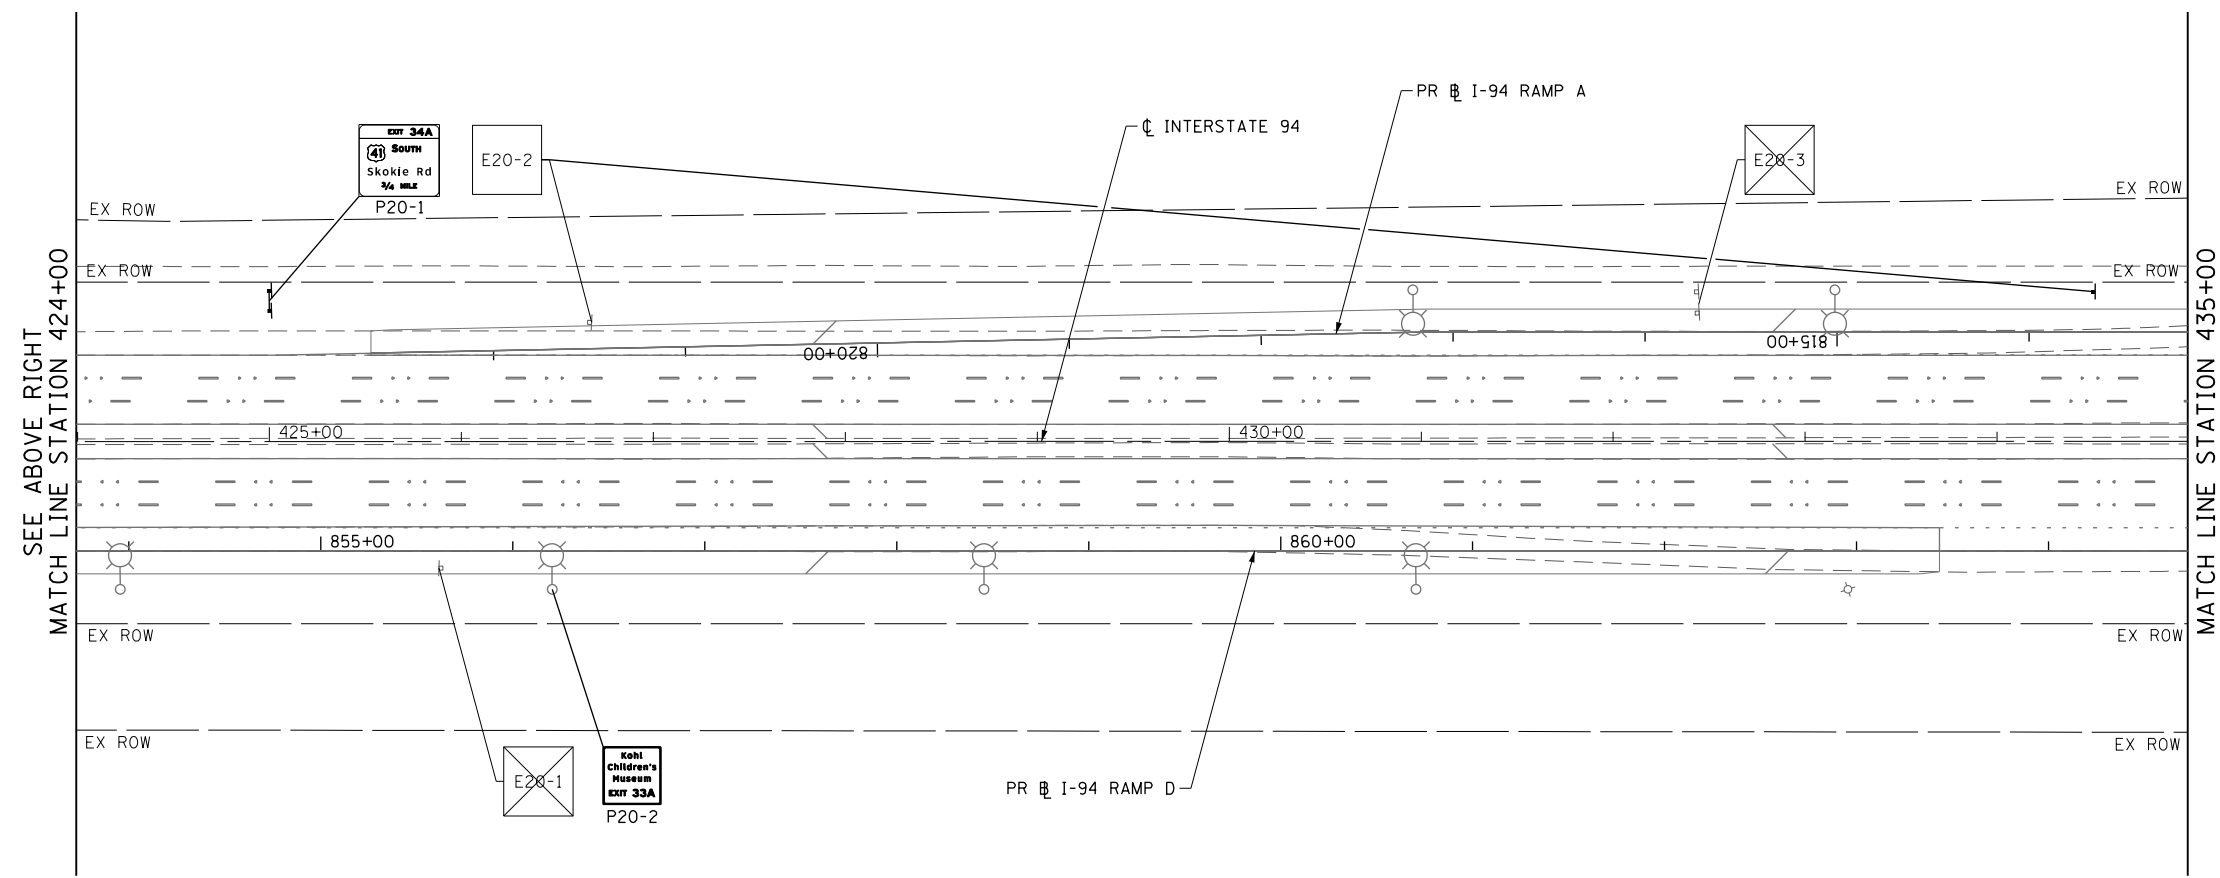 PR ⅊ I-94 RAMP A
℄ INTERSTATE 94
EXIT 34A
41 SOUTH
Skokie Rd
3/4 MILE
P20-1
E20-2
E20-3
EX ROW
EX ROW
EX ROW
EX ROW
SEE ABOVE RIGHT
MATCH LINE STATION 424+00
MATCH LINE STATION 435+00
820+00
815+00
425+00
430+00
855+00
860+00
EX ROW
EX ROW
EX ROW
EX ROW
E20-1
Kohl
Children's
Museum
EXIT 33A
P20-2
PR ⅊ I-94 RAMP D